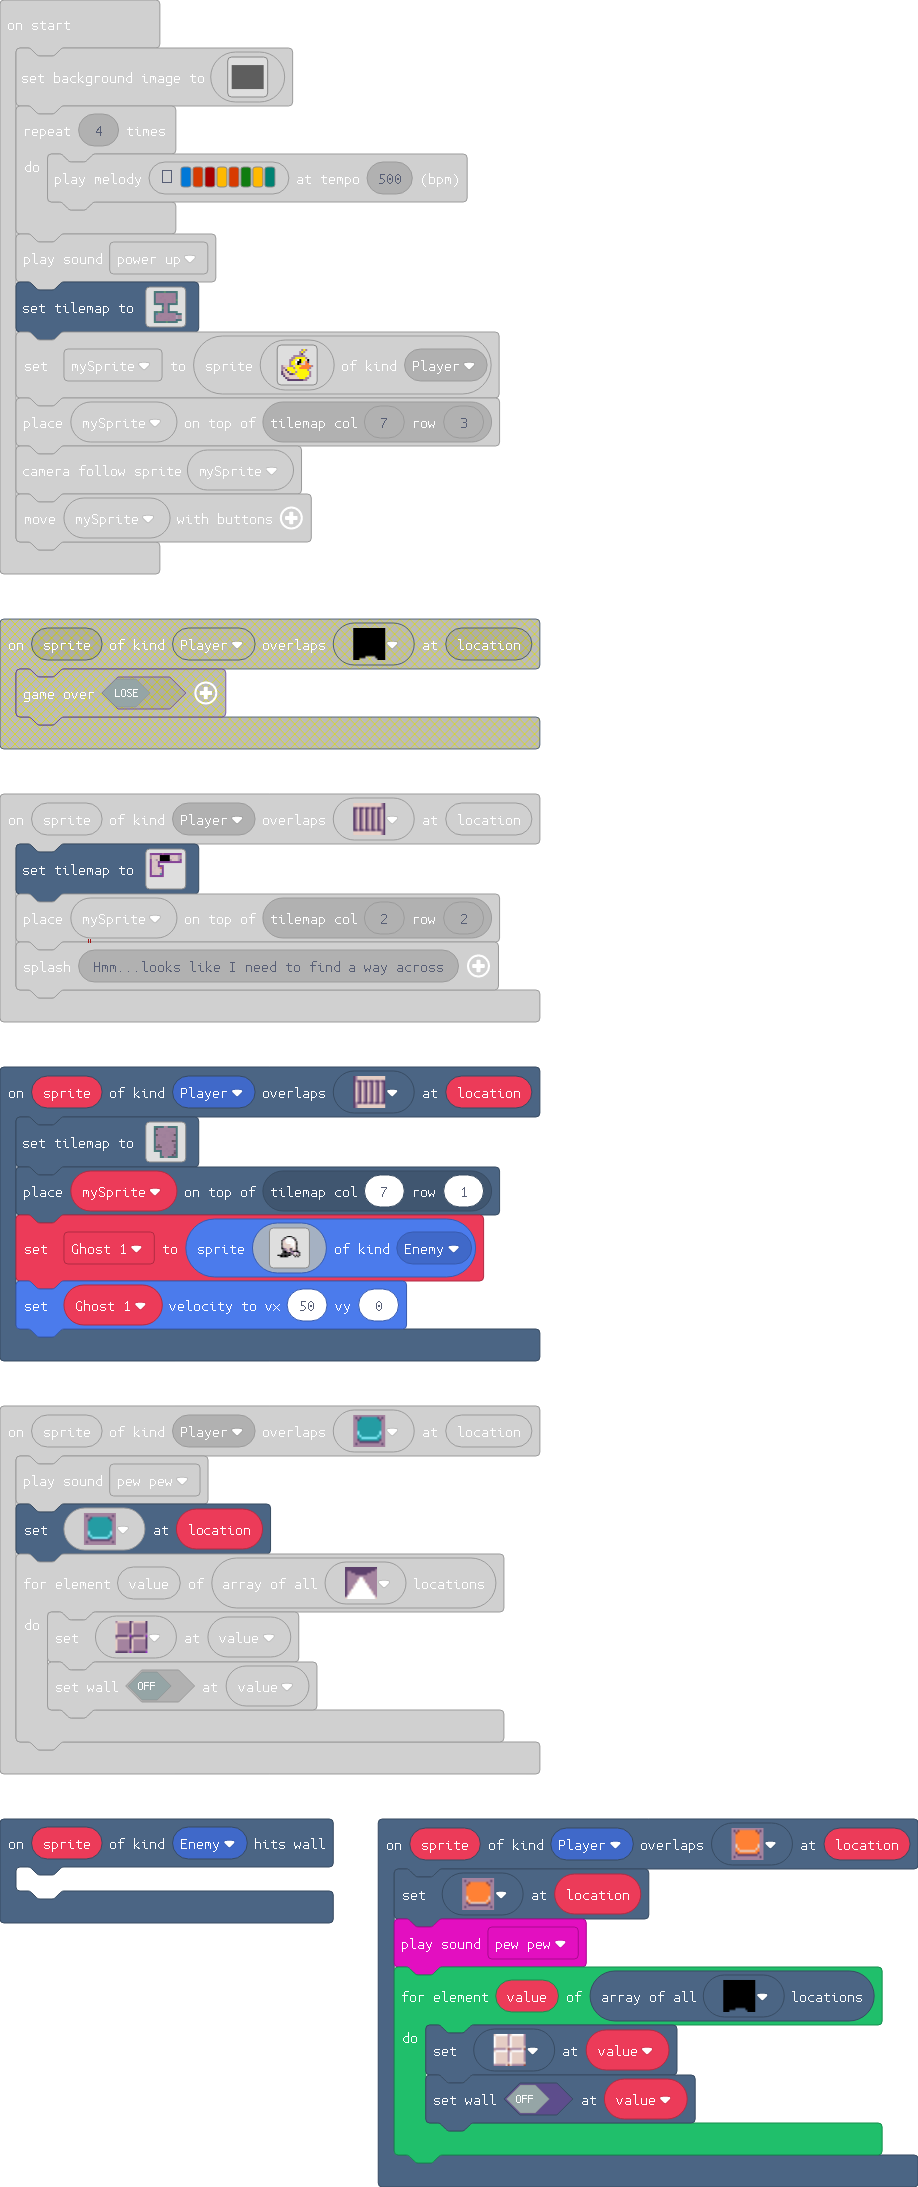 on start
set background image to
repeat 4 times
do
play melody at tempo 500 (bpm)
play sound power up
set tilemap to
set mySprite to sprite of kind Player
place mySprite on top of tilemap col 7 row 3
camera follow sprite mySprite
move mySprite with buttons
on sprite of kind Player overlaps at location
game over LOSE
on sprite of kind Player overlaps at location
set tilemap to
place mySprite on top of tilemap col 2 row 2
splash Hmm...looks like I need to find a way across
on sprite of kind Player overlaps at location
set tilemap to
place mySprite on top of tilemap col 7 row 1
set Ghost 1 to sprite of kind Enemy
set Ghost 1 velocity to vx 50 vy 0
on sprite of kind Player overlaps at location
play sound pew pew
set at location
for element value of array of all locations
do
set at value
set wall OFF at value
on sprite of kind Enemy hits wall
on sprite of kind Player overlaps at location
set at location
play sound pew pew
for element value of array of all locations
do
set at value
set wall OFF at value